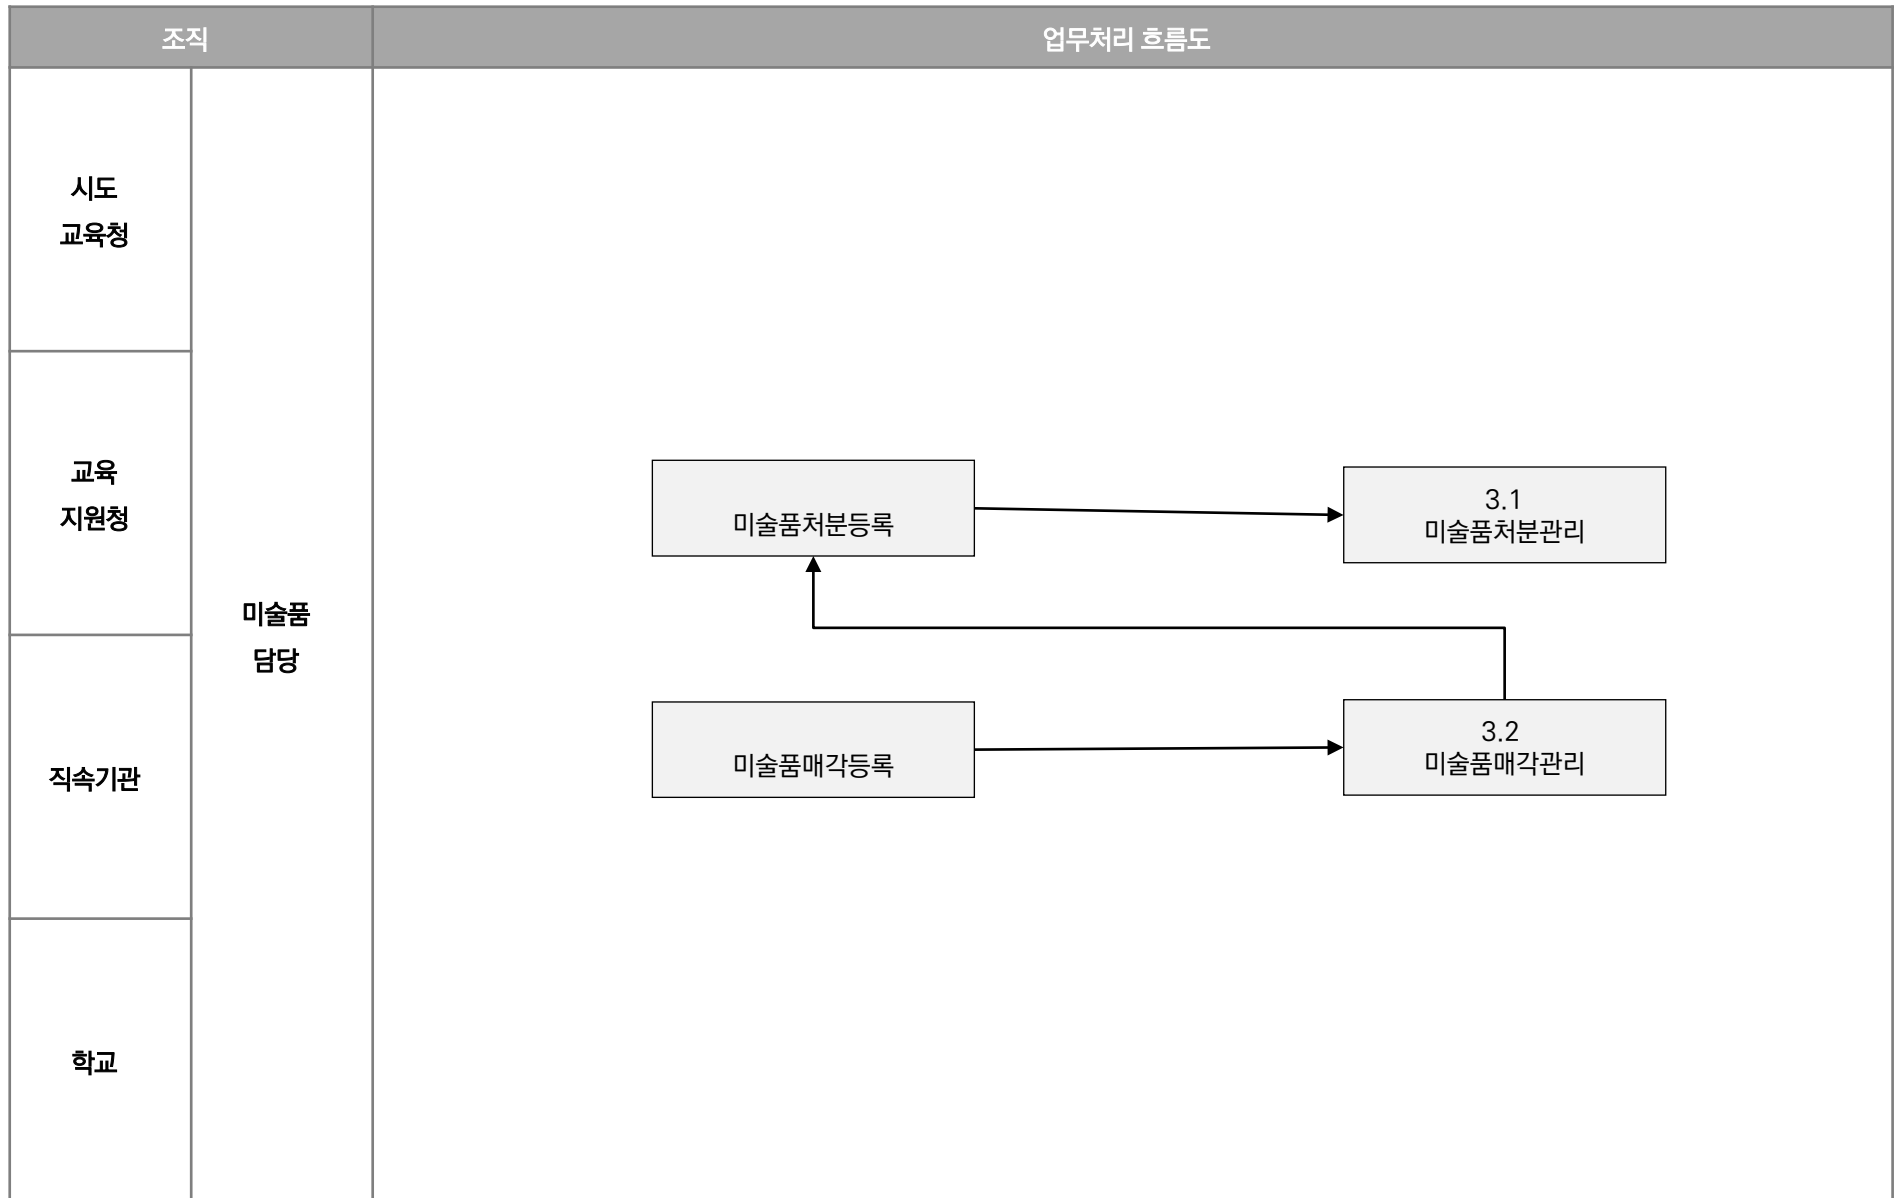 조직
업무처리 흐름도
시도
교육청
교육
지원청
직속기관
학교
미술품
담당
미술품처분등록
3.1
미술품처분관리
미술품매각등록
3.2
미술품매각관리